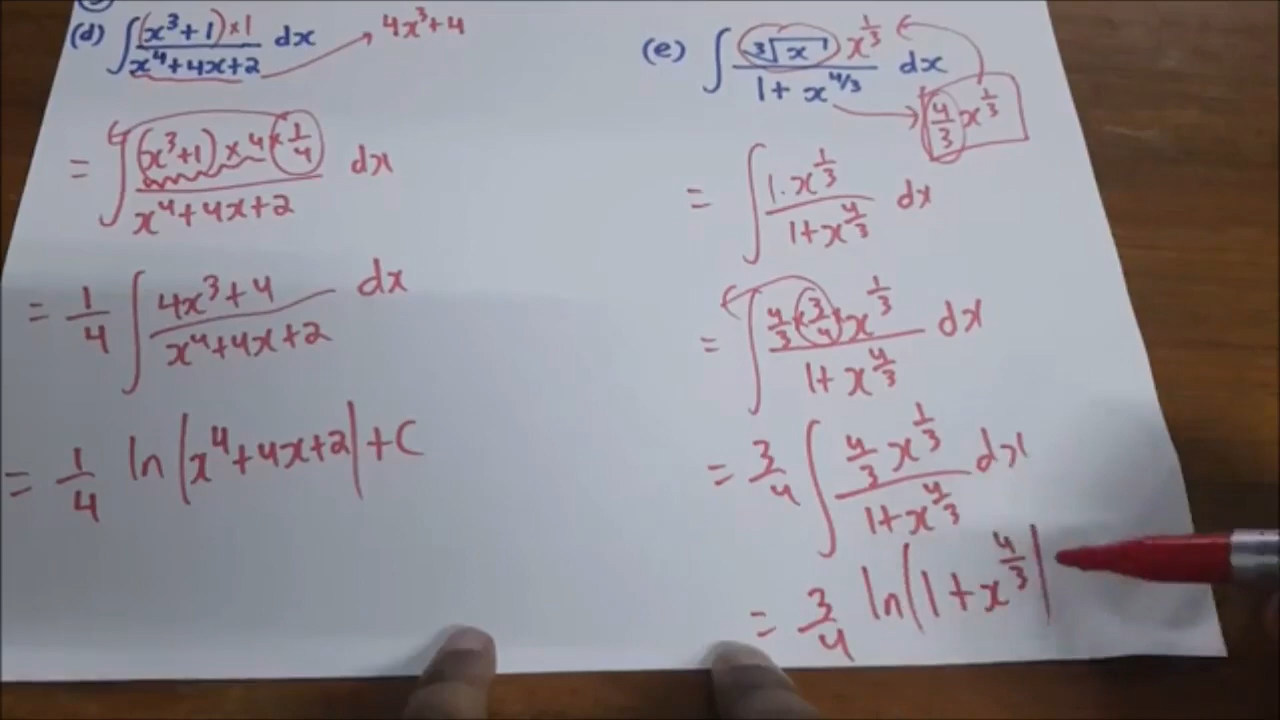 (d) ∫ (x³+1)×1 / x⁴+4x+2 dx → 4x³+4
= ∫ (x³+1)×4×1/4 / x⁴+4x+2 dx
= 1/4 ∫ 4x³+4 / x⁴+4x+2 dx
= 1/4 ln|x⁴+4x+2|+C
(e) ∫ ³√x x^(1/3) / 1+x^(4/3) dx → 4/3 x^(1/3)
= ∫ 1·x^(1/3) / 1+x^(4/3) dx
= ∫ 4/3×3/4×x^(1/3) / 1+x^(4/3) dx
= 3/4 ∫ 4/3 x^(1/3) / 1+x^(4/3) dx
= 3/4 ln|1+x^(4/3)|